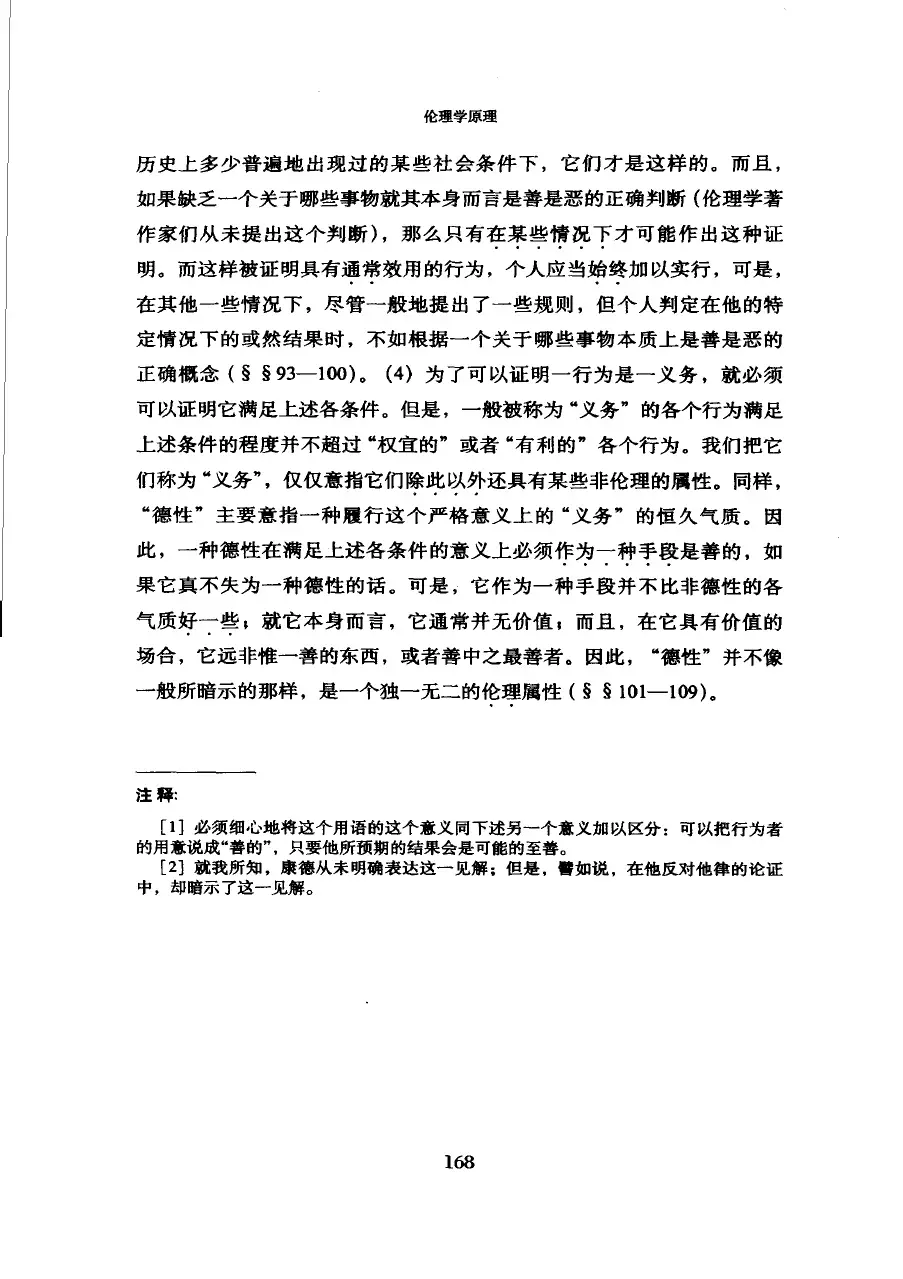 伦理学原理
历史上多少普遍地出现过的某些社会条件下，它们才是这样的。而且，
如果缺乏一个关于哪些事物就其本身而言是善是恶的正确判断（伦理学著
作家们从未提出这个判断），那么只有在某些情况下才可能作出这种证
明。而这样被证明具有通常效用的行为，个人应当始终加以实行，可是，
在其他一些情况下，尽管一般地提出了一些规则，但个人判定在他的特
定情况下的或然结果时，不如根据一个关于哪些事物本质上是善是恶的
正确概念（§ §93—100）。（4）为了可以证明一行为是一义务，就必须
可以证明它满足上述各条件。但是，一般被称为“义务”的各个行为满足
上述条件的程度并不超过“权宜的”或者“有利的”各个行为。我们把它
们称为“义务”，仅仅意指它们除此以外还具有某些非伦理的属性。同样，
“德性”主要意指一种履行这个严格意义上的“义务”的恒久气质。因
此，一种德性在满足上述各条件的意义上必须作为一种手段是善的，如
果它真不失为一种德性的话。可是，它作为一种手段并不比非德性的各
气质好一些；就它本身而言，它通常并无价值；而且，在它具有价值的
场合，它远非惟一善的东西，或者善中之最善者。因此，“德性”并不像
一般所暗示的那样，是一个独一无二的伦理属性（§ §101—109）。
注释:
［1］必须细心地将这个用语的这个意义同下述另一个意义加以区分：可以把行为者
的用意说成“善的”，只要他所预期的结果会是可能的至善。
［2］就我所知，康德从未明确表达这一见解；但是，譬如说，在他反对他律的论证
中，却暗示了这一见解。
168